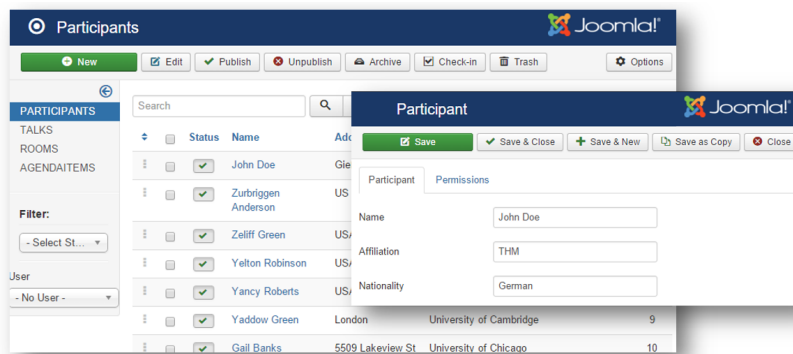 Participants
Joomla!
New
Edit
Publish
Unpublish
Archive
Check-in
Trash
Options
PARTICIPANTS
TALKS
ROOMS
AGENDAITEMS
Filter:
- Select St...
User
- No User -
Search
Status Name
John Doe
Zurbriggen US
Anderson
Zeliff Green
Yelton Robinson
Yancy Roberts
Yaddow Green London University of Cambridge 9
Gail Banks 5509 Lakeview St University of Chicago 10
Participant
Joomla!
Save
Save & Close
Save & New
Save as Copy
Close
Participant Permissions
Name John Doe
Affiliation THM
Nationality German